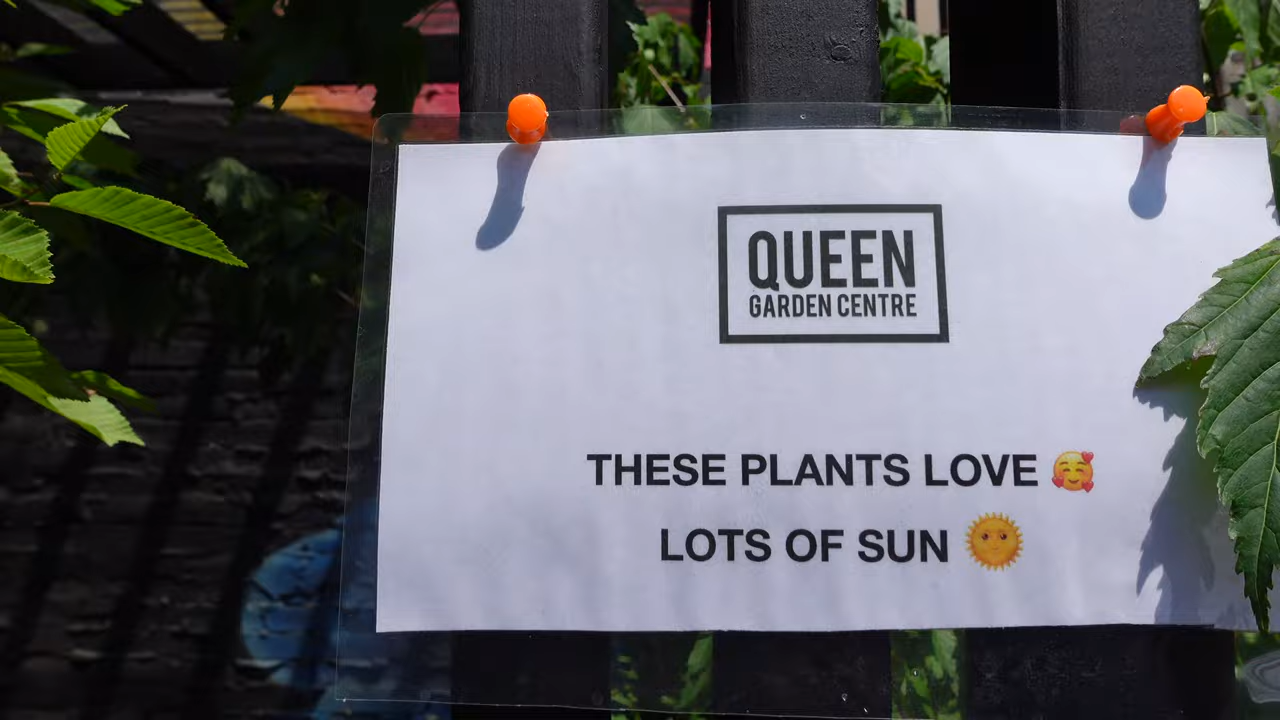 QUEEN
GARDEN CENTRE
THESE PLANTS LOVE 🥰
LOTS OF SUN 🌞